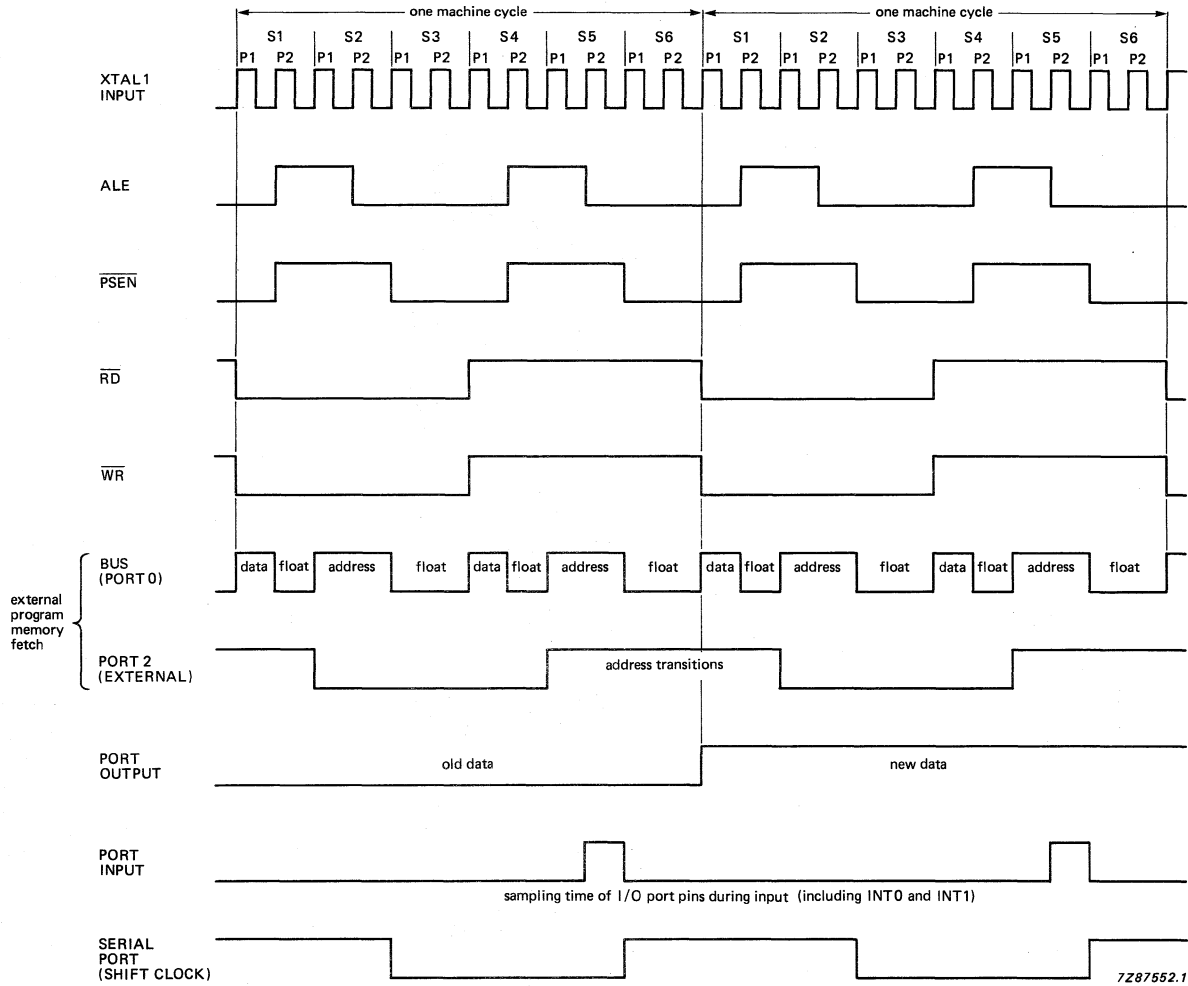 one machine cycle one machine cycle
S1 S2 S3 S4 S5 S6 S1 S2 S3 S4 S5 S6
P1 P2 P1 P2 P1 P2 P1 P2 P1 P2 P1 P2 P1 P2 P1 P2 P1 P2 P1 P2 P1 P2 P1 P2
XTAL1
INPUT
ALE
PSEN
RD
WR
external
program
memory
fetch
BUS
(PORT 0)
data float address float data float address float data float address float data float address float
PORT 2
(EXTERNAL)
address transitions
PORT
OUTPUT
old data new data
PORT
INPUT
sampling time of I/O port pins during input (including INT0 and INT1)
SERIAL
PORT
(SHIFT CLOCK)
7Z87552.1